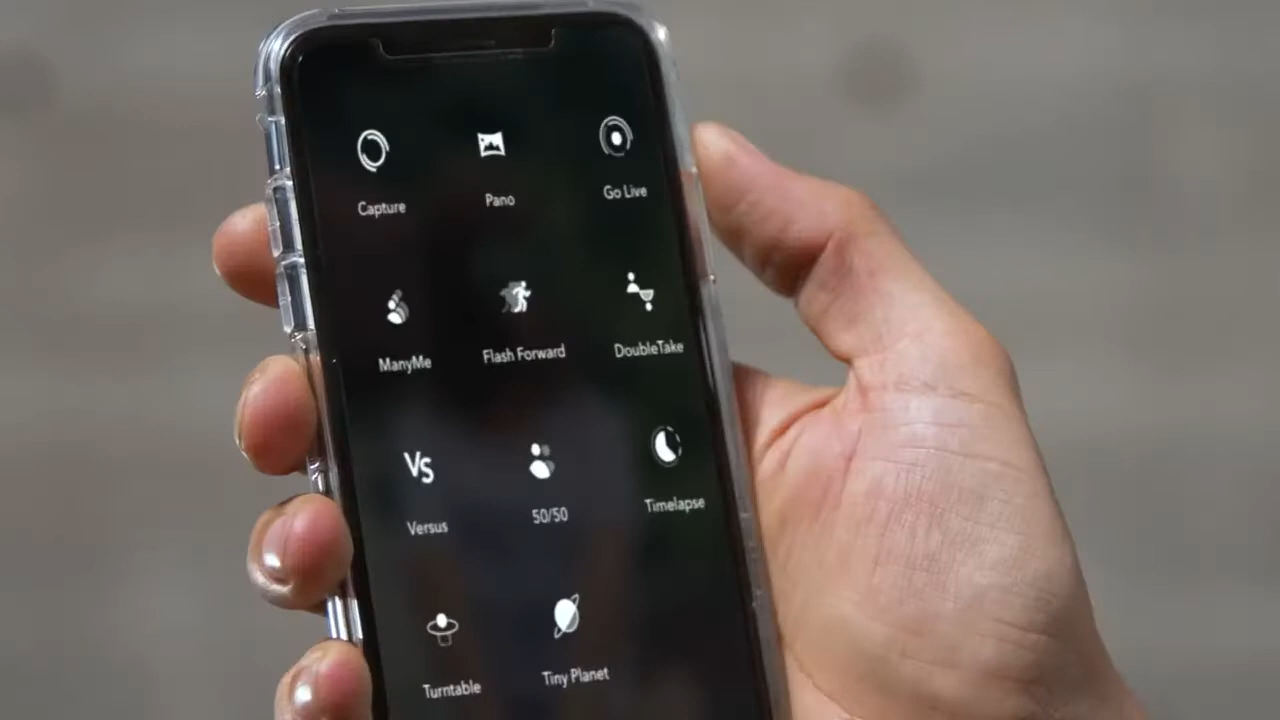 Capture
Pano
Go Live
ManyMe
Flash Forward
DoubleTake
Vs
Versus
50/50
Timelapse
Turntable
Tiny Planet